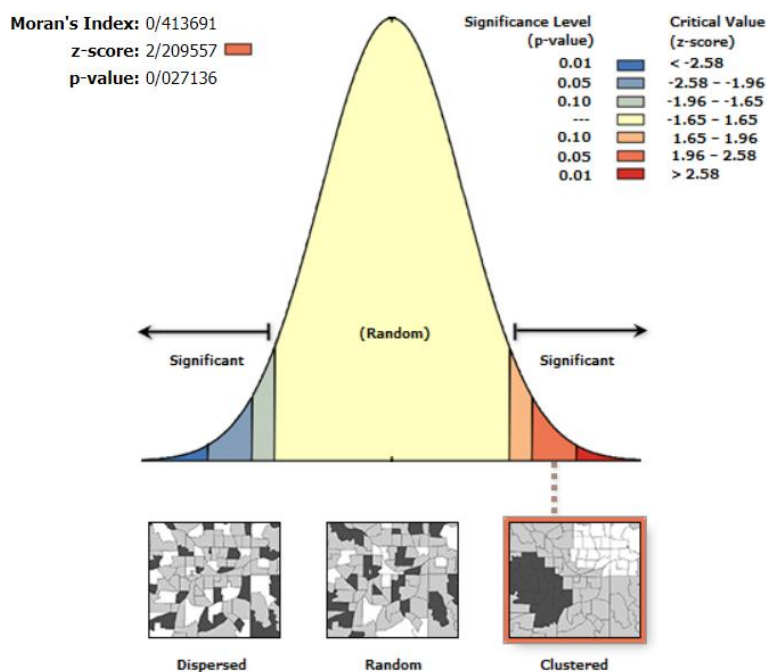 Moran's Index: 0/413691
z-score: 2/209557
p-value: 0/027136
Significance Level
(p-value)
Critical Value
(z-score)
0.01 < -2.58
0.05 -2.58 – -1.96
0.10 -1.96 – -1.65
--- -1.65 – 1.65
0.10 1.65 – 1.96
0.05 1.96 – 2.58
0.01 > 2.58
(Random)
Significant
Significant
Dispersed
Random
Clustered